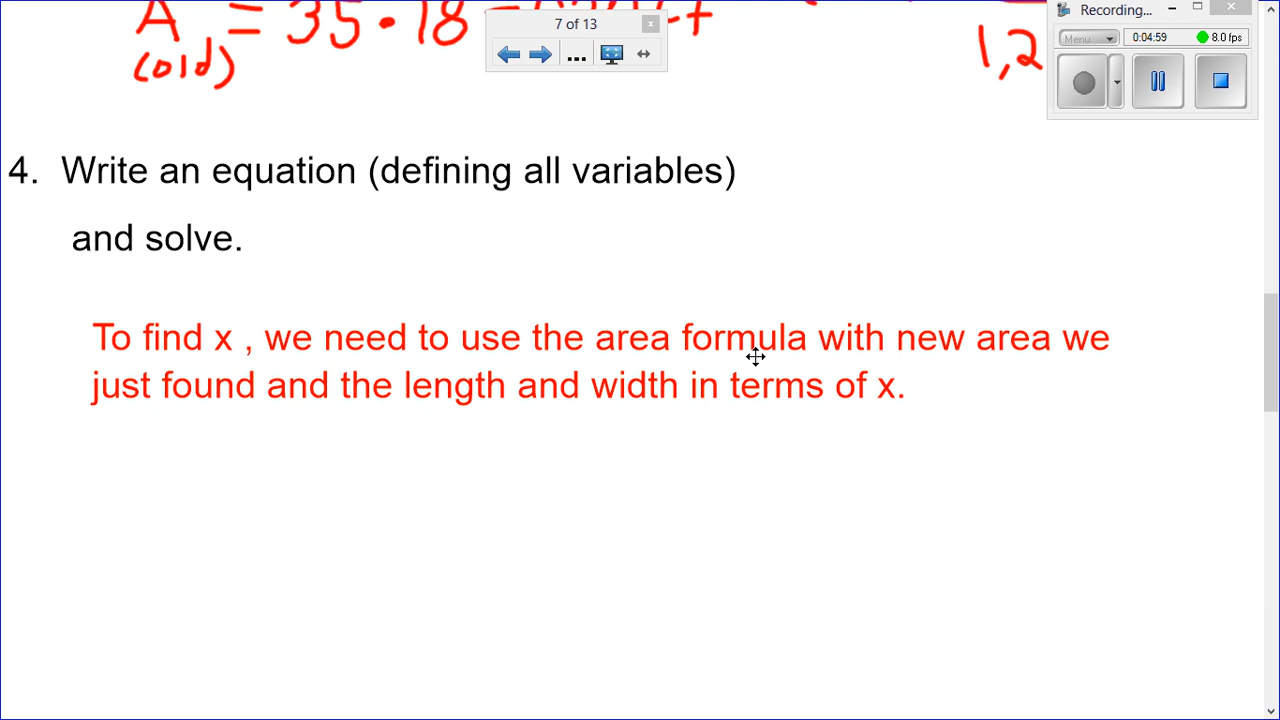 A = 35 • 18 =
(old)
1,2
7 of 13
...
Recording...
Menu
0:04:59
8.0 fps
4. Write an equation (defining all variables)
and solve.
To find x , we need to use the area formula with new area we
just found and the length and width in terms of x.